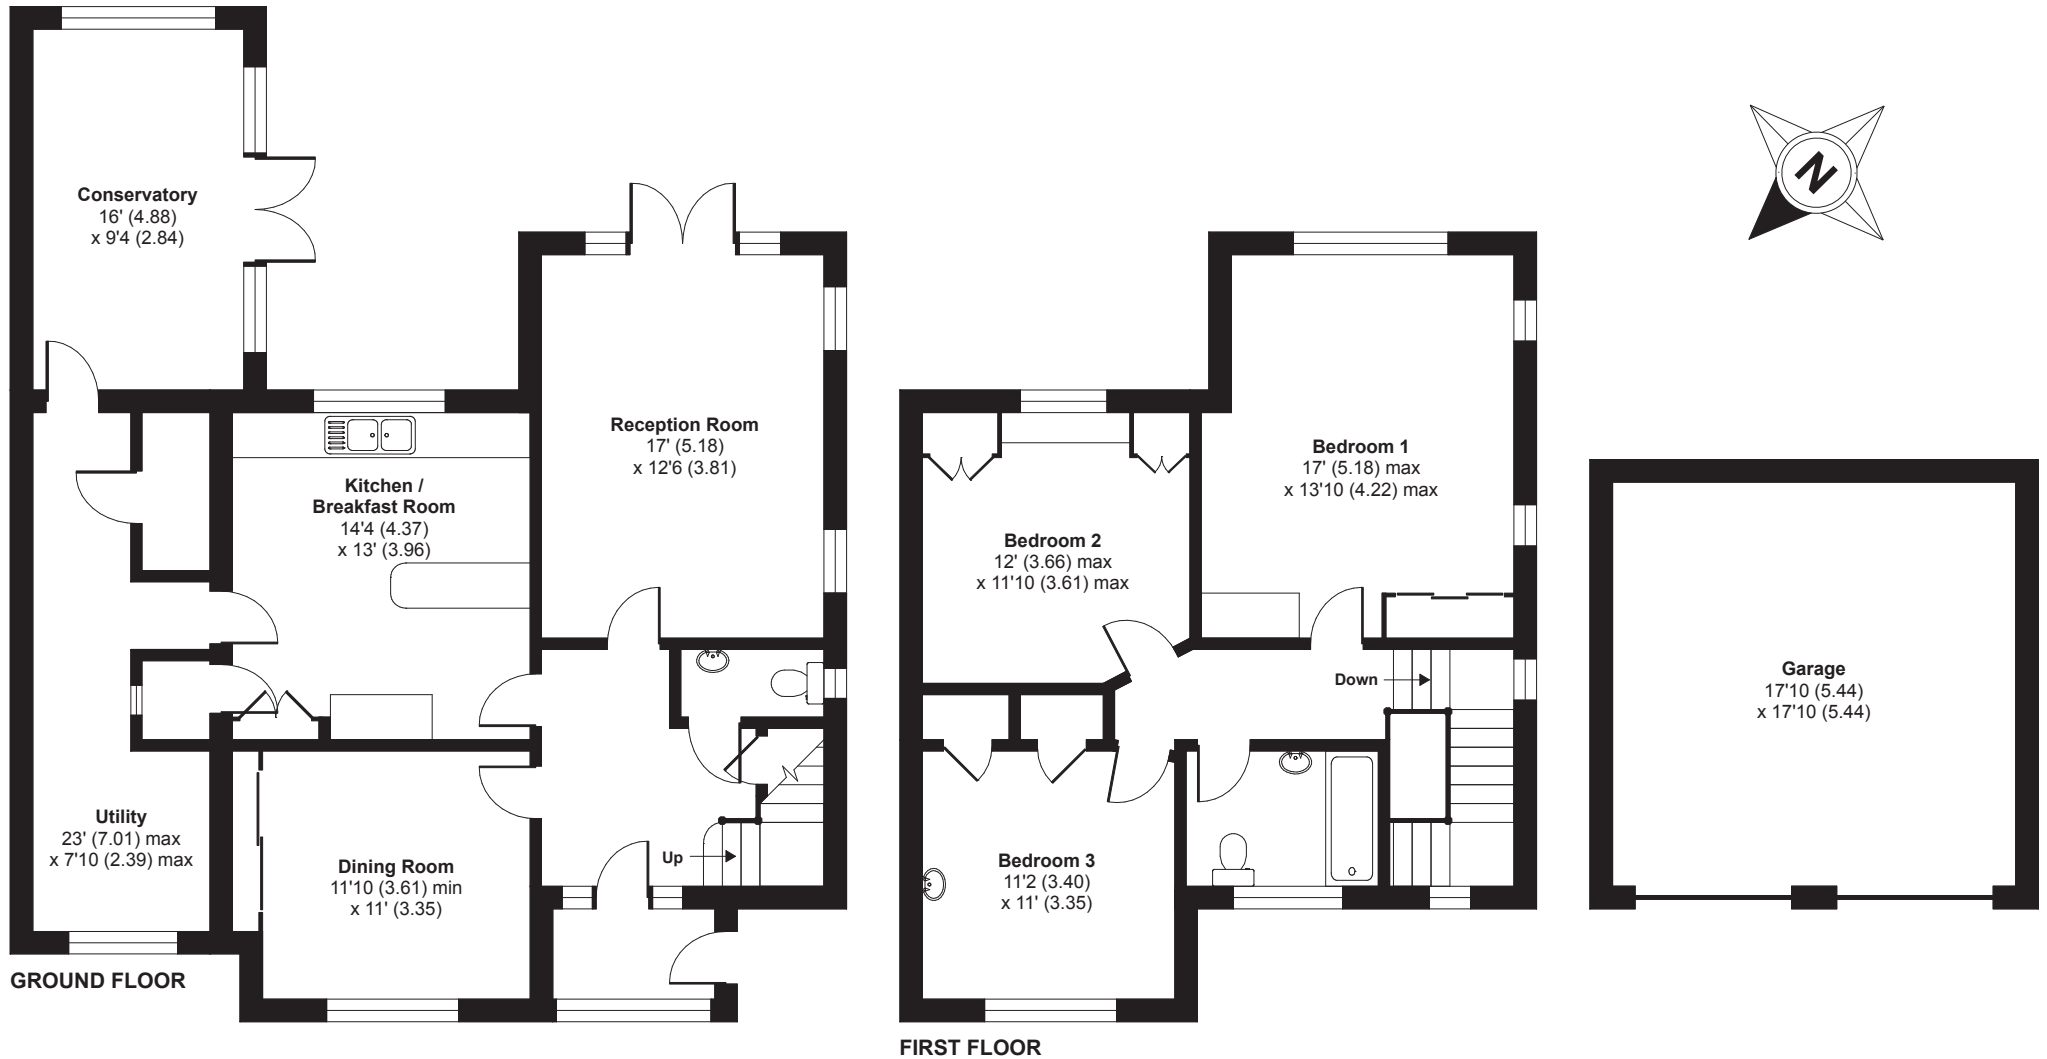 Conservatory
16' (4.88)
x 9'4 (2.84)
Reception Room
17' (5.18)
x 12'6 (3.81)
Kitchen /
Breakfast Room
14'4 (4.37)
x 13' (3.96)
Utility
23' (7.01) max
x 7'10 (2.39) max
Dining Room
11'10 (3.61) min
x 11' (3.35)
Up
GROUND FLOOR
Bedroom 1
17' (5.18) max
x 13'10 (4.22) max
Bedroom 2
12' (3.66) max
x 11'10 (3.61) max
Down
Bedroom 3
11'2 (3.40)
x 11' (3.35)
FIRST FLOOR
N
Garage
17'10 (5.44)
x 17'10 (5.44)